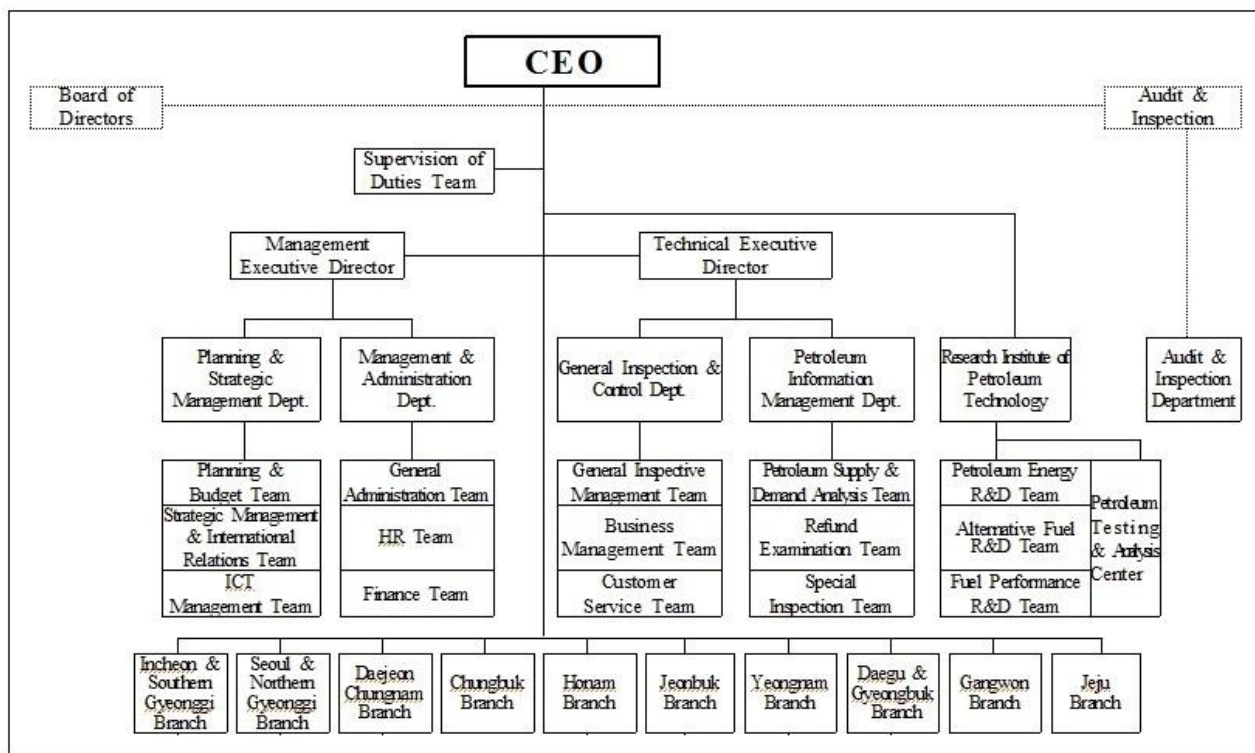 CEO
Board of
Directors
Audit &
Inspection
Supervision of
Duties Team
Management
Executive Director
Technical Executive
Director
Planning &
Strategic
Management Dept.
Management &
Administration
Dept.
General Inspection &
Control Dept.
Petroleum
Information
Management Dept.
Research Institute of
Petroleum
Technology
Audit &
Inspection
Department
Planning &
Budget Team
Strategic Management
& International
Relations Team
ICT
Management Team
General
Administration Team
HR Team
Finance Team
General Inspective
Management Team
Business
Management Team
Customer
Service Team
Petroleum Supply &
Demand Analysis Team
Refund
Examination Team
Special
Inspection Team
Petroleum Energy
R&D Team
Alternative Fuel
R&D Team
Fuel Performance
R&D Team
Petroleum
Testing
& Analysis
Center
Incheon &
Southern
Gyeonggi
Branch
Seoul &
Northern
Gyeonggi
Branch
Daejeon
Chungnam
Branch
Chungbuk
Branch
Honam
Branch
Jeonbuk
Branch
Yeongnam
Branch
Daegu &
Gyeongbuk
Branch
Gangwon
Branch
Jeju
Branch